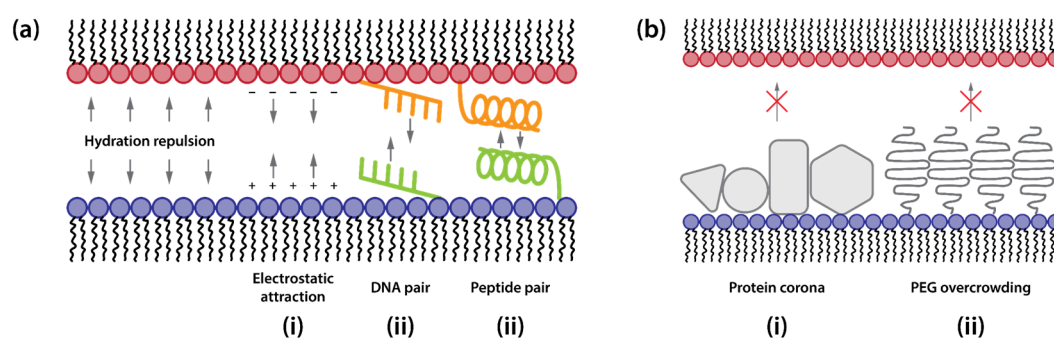 (a)
(b)
− − − − −
Hydration repulsion
+ + + + +
Electrostatic
attraction
DNA pair
Peptide pair
Protein corona
PEG overcrowding
(i)
(ii)
(ii)
(i)
(ii)